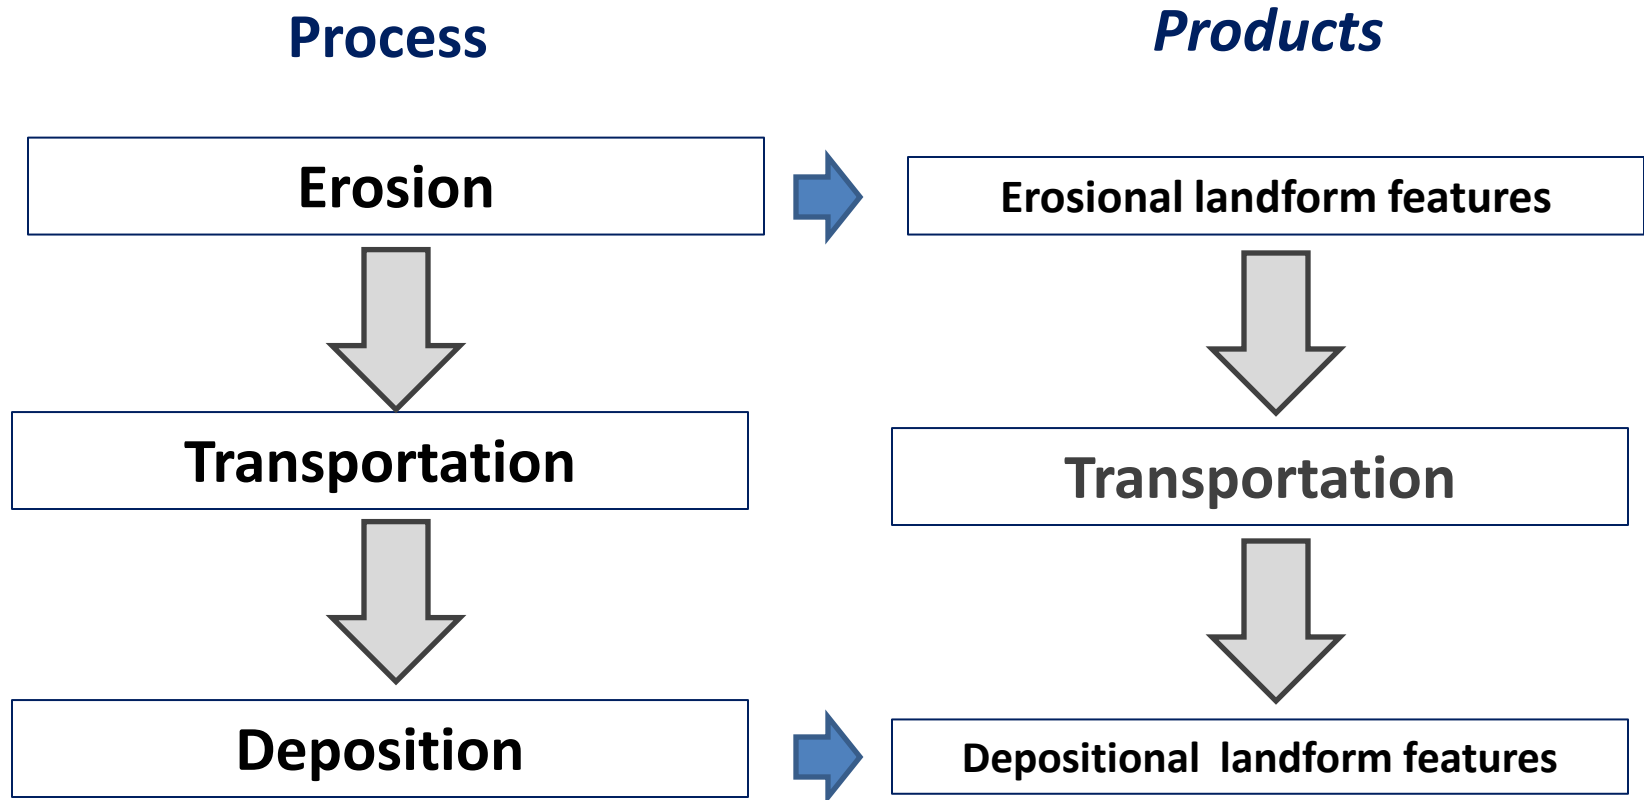 Process
Products
Erosion
Erosional landform features
Transportation
Transportation
Deposition
Depositional  landform features